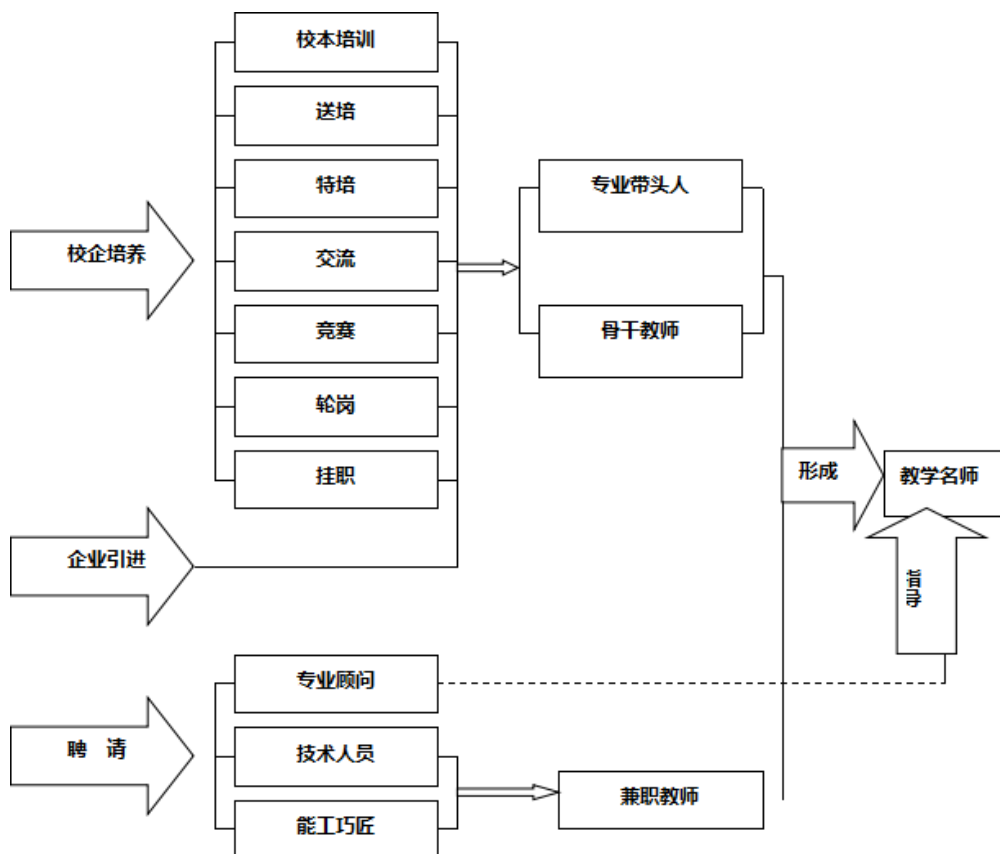 校本培训
送培
特培
专业带头人
校企培养
交流
竞赛
骨干教师
轮岗
挂职
形成
教学名师
企业引进
指导
专业顾问
聘 请
技术人员
能工巧匠
兼职教师